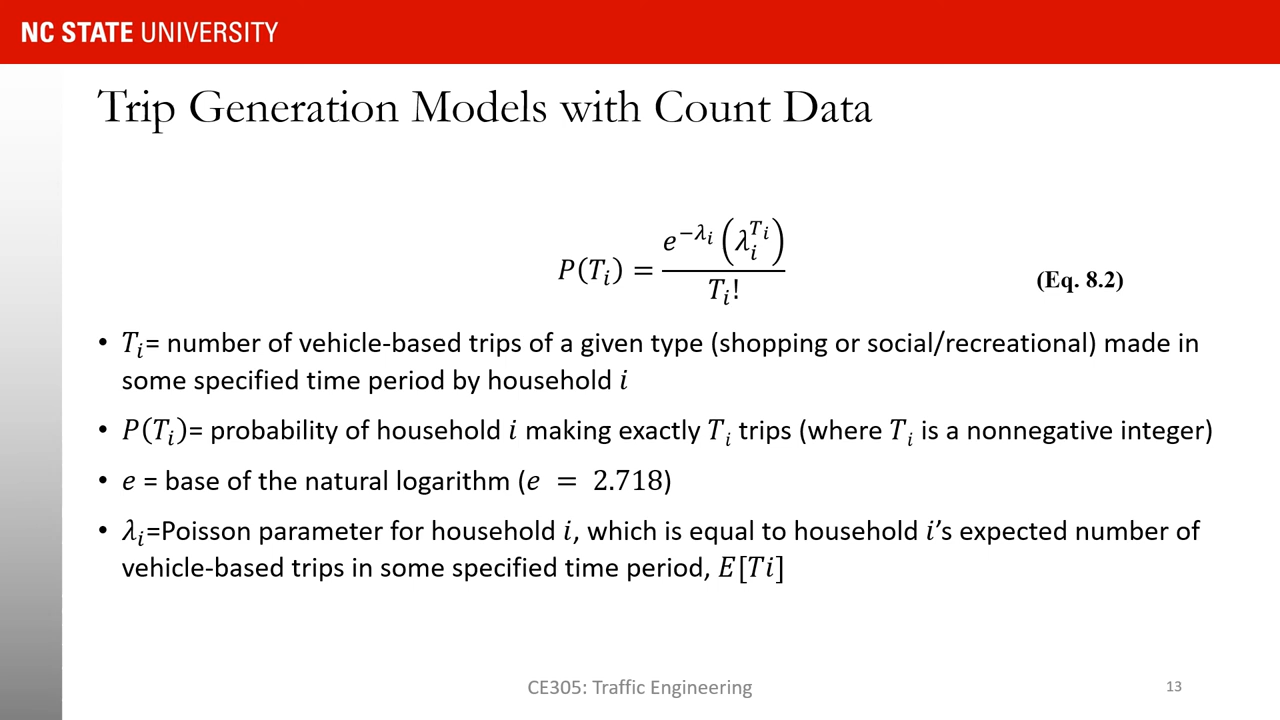 NC STATE UNIVERSITY
Trip Generation Models with Count Data
P(T_i) = e^{-λ_i} (λ_i^{T_i}) / T_i!
(Eq. 8.2)
• T_i= number of vehicle-based trips of a given type (shopping or social/recreational) made in
some specified time period by household i
• P(T_i)= probability of household i making exactly T_i trips (where T_i is a nonnegative integer)
• e = base of the natural logarithm (e = 2.718)
• λ_i=Poisson parameter for household i, which is equal to household i’s expected number of
vehicle-based trips in some specified time period, E[Ti]
CE305: Traffic Engineering
13